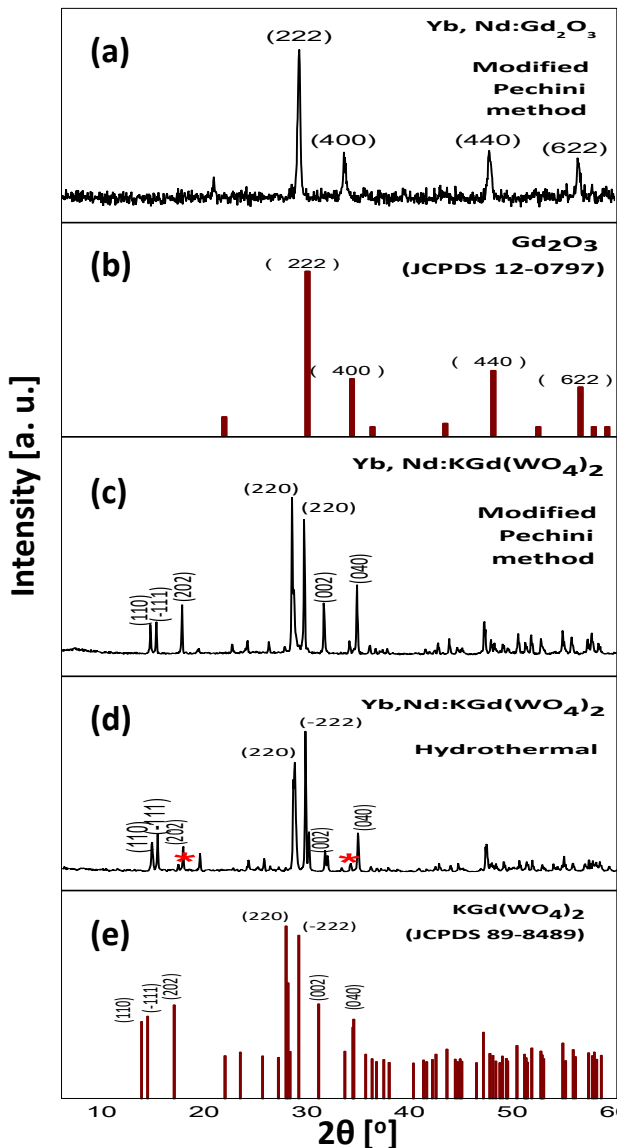 (a)
Yb, Nd:Gd₂O₃
(222)
Modified
Pechini
method
(400)
(440)
(622)
(b)
Gd₂O₃
(JCPDS 12-0797)
( 222 )
( 400 )
( 440 )
( 622 )
(c)
Yb, Nd:KGd(WO₄)₂
(220)
(220)
Modified
Pechini
method
(110)
(-111)
(202)
(002)
(040)
(d)
Yb,Nd:KGd(WO₄)₂
(-222)
(220)
Hydrothermal
(110)
(-111)
(202)
*
(002)
*
(040)
(e)
KGd(WO₄)₂
(JCPDS 89-8489)
(220)
(-222)
(110)
(-111)
(202)
(002)
(040)
Intensity [a. u.]
10 20 30 40 50 60
2θ [º]